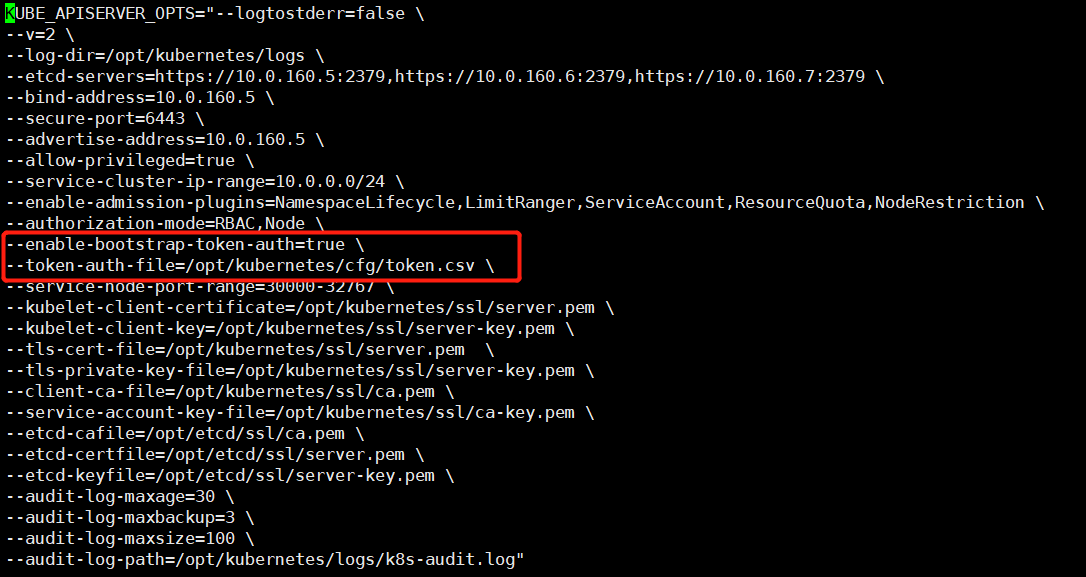 KUBE_APISERVER_OPTS="--logtostderr=false \
--v=2 \
--log-dir=/opt/kubernetes/logs \
--etcd-servers=https://10.0.160.5:2379,https://10.0.160.6:2379,https://10.0.160.7:2379 \
--bind-address=10.0.160.5 \
--secure-port=6443 \
--advertise-address=10.0.160.5 \
--allow-privileged=true \
--service-cluster-ip-range=10.0.0.0/24 \
--enable-admission-plugins=NamespaceLifecycle,LimitRanger,ServiceAccount,ResourceQuota,NodeRestriction \
--authorization-mode=RBAC,Node \
--enable-bootstrap-token-auth=true \
--token-auth-file=/opt/kubernetes/cfg/token.csv \
--service-node-port-range=30000-32767 \
--kubelet-client-certificate=/opt/kubernetes/ssl/server.pem \
--kubelet-client-key=/opt/kubernetes/ssl/server-key.pem \
--tls-cert-file=/opt/kubernetes/ssl/server.pem  \
--tls-private-key-file=/opt/kubernetes/ssl/server-key.pem \
--client-ca-file=/opt/kubernetes/ssl/ca.pem \
--service-account-key-file=/opt/kubernetes/ssl/ca-key.pem \
--etcd-cafile=/opt/etcd/ssl/ca.pem \
--etcd-certfile=/opt/etcd/ssl/server.pem \
--etcd-keyfile=/opt/etcd/ssl/server-key.pem \
--audit-log-maxage=30 \
--audit-log-maxbackup=3 \
--audit-log-maxsize=100 \
--audit-log-path=/opt/kubernetes/logs/k8s-audit.log"